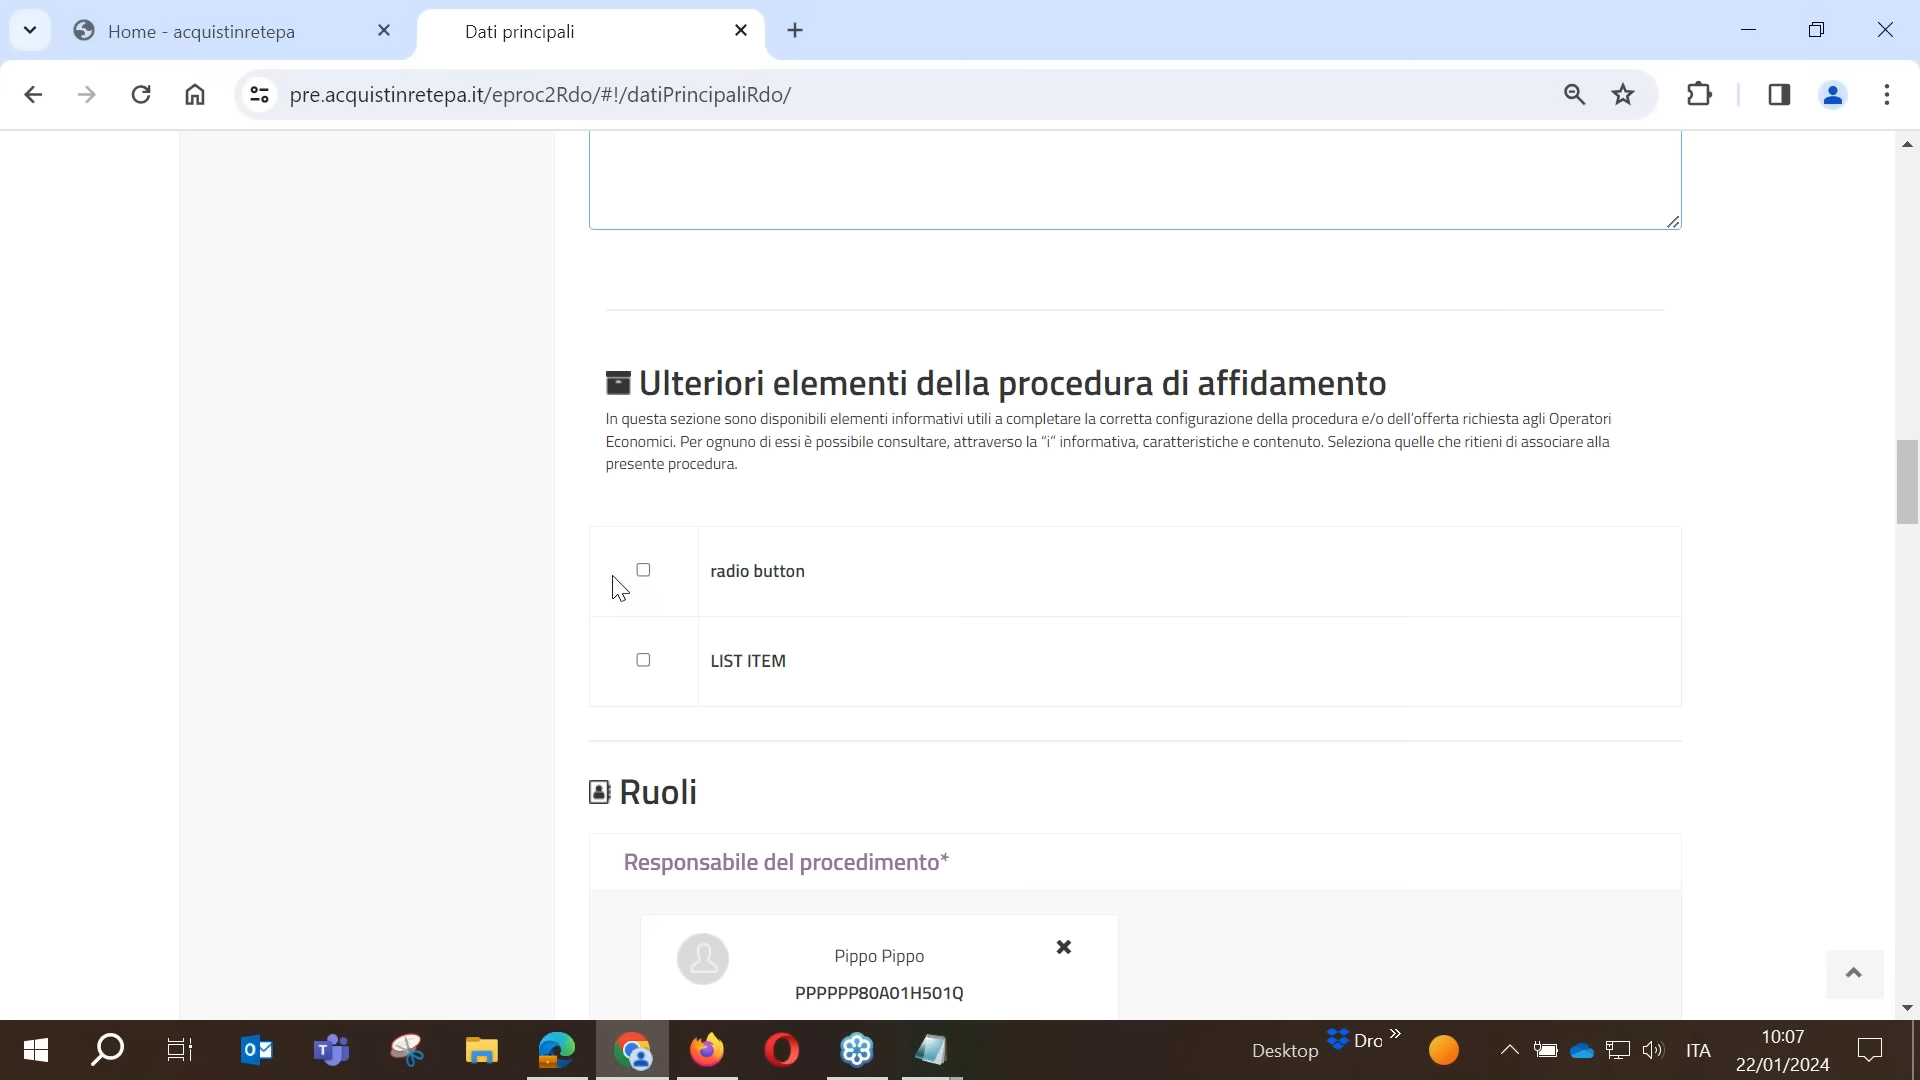 Home - acquistinretepa
Dati principali
pre.acquistinretepa.it/eproc2Rdo/#!/datiPrincipaliRdo/
Ulteriori elementi della procedura di affidamento
In questa sezione sono disponibili elementi informativi utili a completare la corretta configurazione della procedura e/o dell'offerta richiesta agli Operatori
Economici. Per ognuno di essi è possibile consultare, attraverso la "i" informativa, caratteristiche e contenuto. Seleziona quelle che ritieni di associare alla
presente procedura.
radio button
LIST ITEM
Ruoli
Responsabile del procedimento*
Pippo Pippo
PPPPPP80A01H501Q
Desktop
Dro
ITA
10:07
22/01/2024